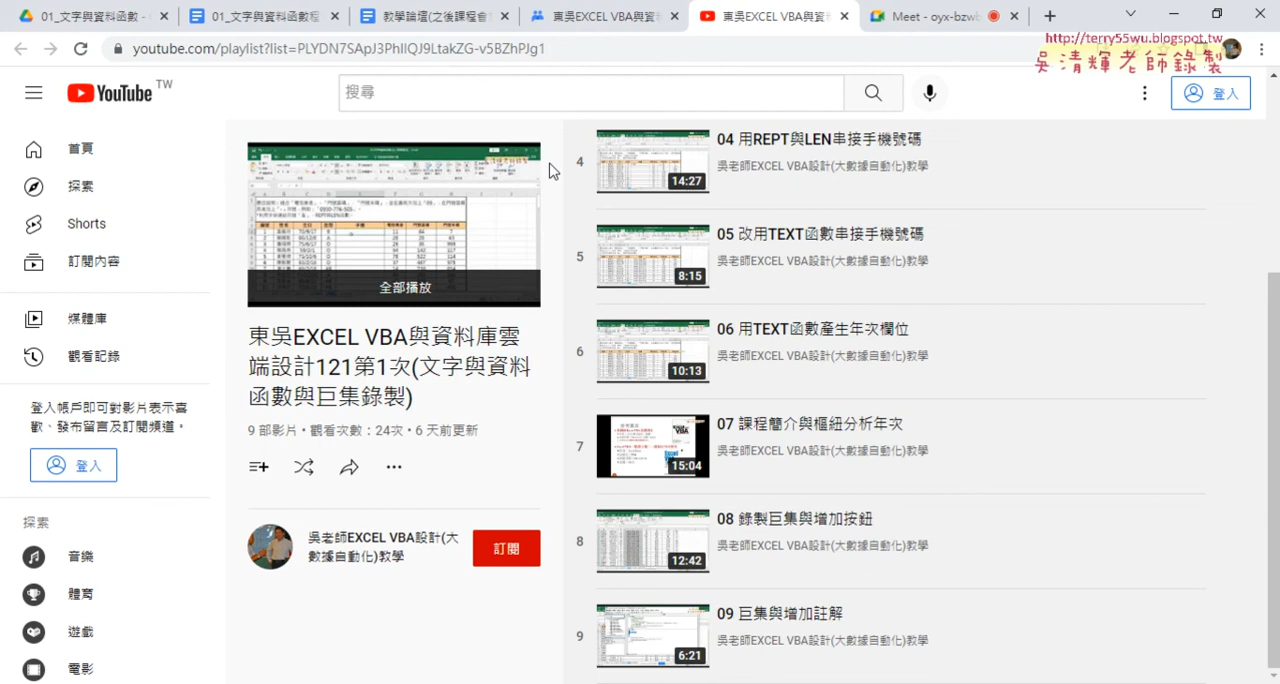 01_文字與資料函數 -
01_文字與資料函數程
教學論壇(之後課程會
東吳EXCEL VBA與資
東吳EXCEL VBA與資料
Meet - oyx-bzwb
youtube.com/playlist?list=PLYDN7SApJ3PhIlQJ9LtakZG-v5BZhPJg1
http://terry55wu.blogspot.tw
吳清輝老師錄製
YouTube TW
搜尋
登入
首頁
探索
Shorts
訂閱內容
媒體庫
觀看記錄
登入帳戶即可對影片表示喜
歡、發布留言及訂閱頻道。
登入
探索
音樂
體育
遊戲
電影
全部播放
東吳EXCEL VBA與資料庫雲
端設計121第1次(文字與資料
函數與巨集錄製)
9 部影片 • 觀看次數：24次 • 6 天前更新
吳老師EXCEL VBA設計(大
數據自動化)教學
訂閱
4
14:27
04 用REPT與LEN串接手機號碼
吳老師EXCEL VBA設計(大數據自動化)教學
5
8:15
05 改用TEXT函數串接手機號碼
吳老師EXCEL VBA設計(大數據自動化)教學
6
10:13
06 用TEXT函數產生年次欄位
吳老師EXCEL VBA設計(大數據自動化)教學
7
15:04
07 課程簡介與樞紐分析年次
吳老師EXCEL VBA設計(大數據自動化)教學
8
12:42
08 錄製巨集與增加按鈕
吳老師EXCEL VBA設計(大數據自動化)教學
9
6:21
09 巨集與增加註解
吳老師EXCEL VBA設計(大數據自動化)教學